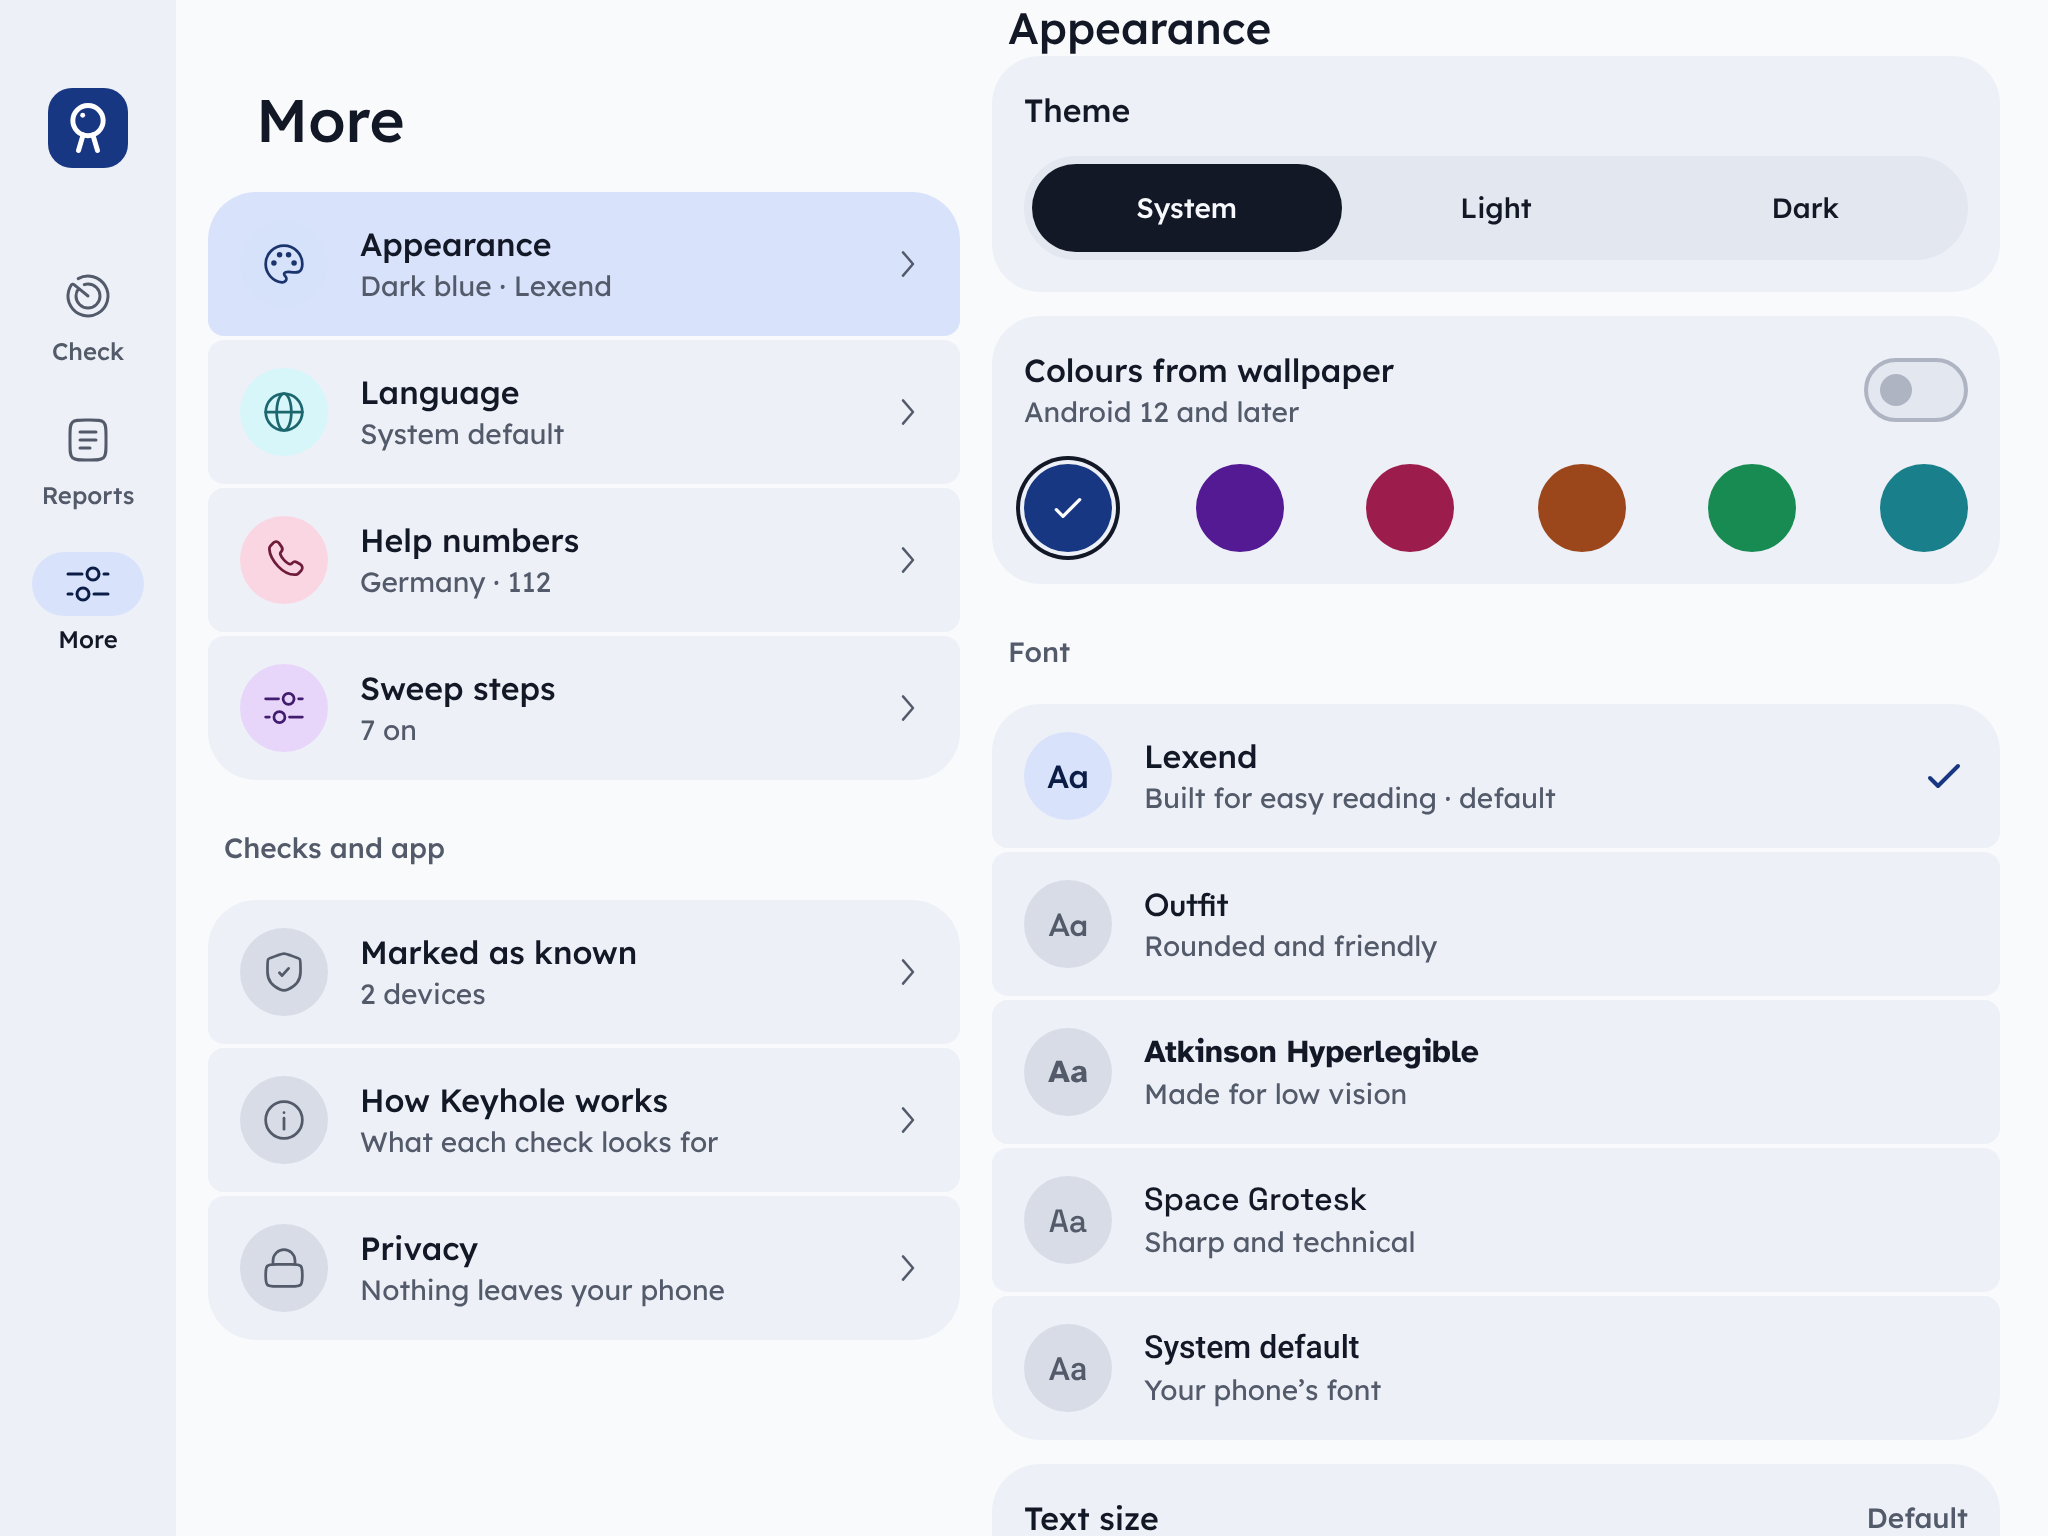 Check
Reports
More
More
Appearance
Dark blue · Lexend
Language
System default
Help numbers
Germany · 112
Sweep steps
7 on
Checks and app
Marked as known
2 devices
How Keyhole works
What each check looks for
Privacy
Nothing leaves your phone
Appearance
Theme
System Light Dark
Colours from wallpaper
Android 12 and later
Font
Aa
Lexend
Built for easy reading · default
Aa
Outfit
Rounded and friendly
Aa
Atkinson Hyperlegible
Made for low vision
Aa
Space Grotesk
Sharp and technical
Aa
System default
Your phone’s font
Text size Default